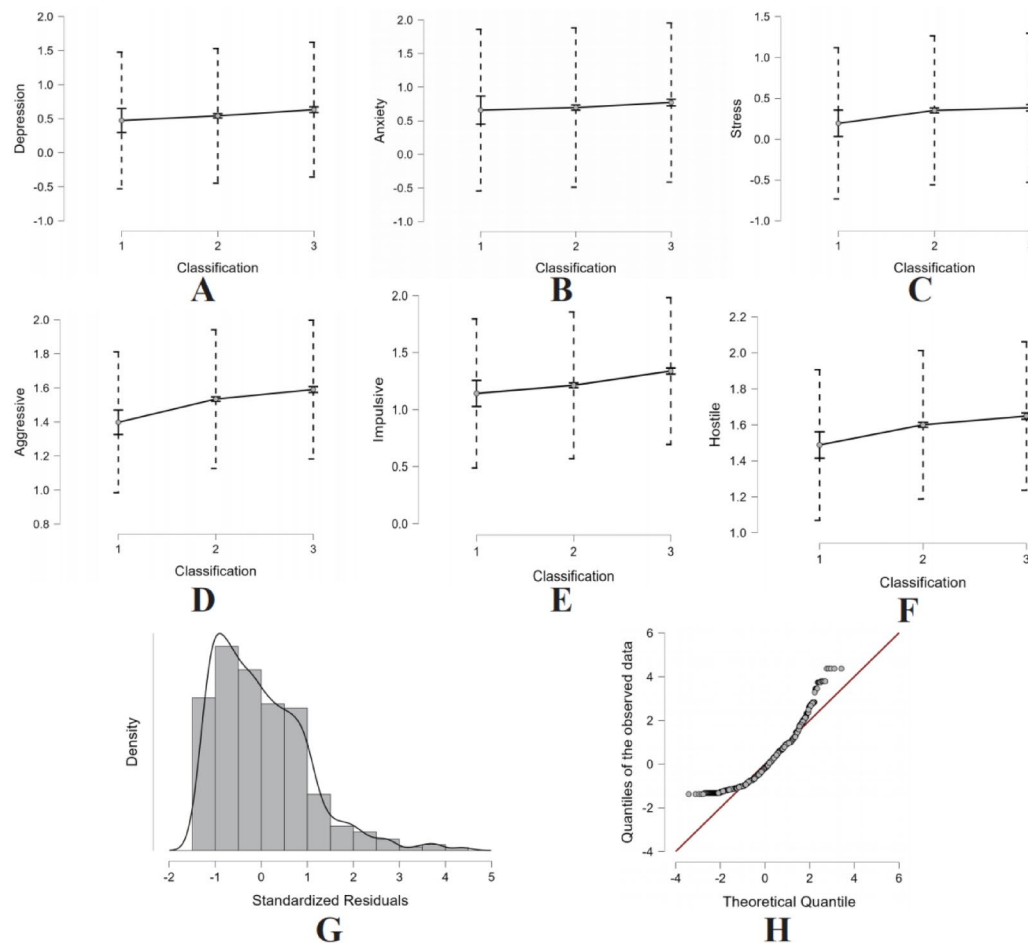 2.0
1.5
1.0
0.5
0.0
-0.5
-1.0
Depression
1 2 3
Classification
A
2.0
1.5
1.0
0.5
0.0
-0.5
-1.0
Anxiety
1 2 3
Classification
B
1.5
1.0
0.5
0.0
-0.5
-1.0
Stress
1 2 3
Classification
C
2.0
1.8
1.6
1.4
1.2
1.0
0.8
Aggressive
1 2 3
Classification
D
2.0
1.5
1.0
0.5
0.0
Impulsive
1 2 3
Classification
E
2.2
2.0
1.8
1.6
1.4
1.2
1.0
Hostile
1 2 3
Classification
F
Density
-2 -1 0 1 2 3 4 5
Standardized Residuals
G
6
4
2
0
-2
-4
Quantiles of the observed data
-4 -2 0 2 4 6
Theoretical Quantile
H